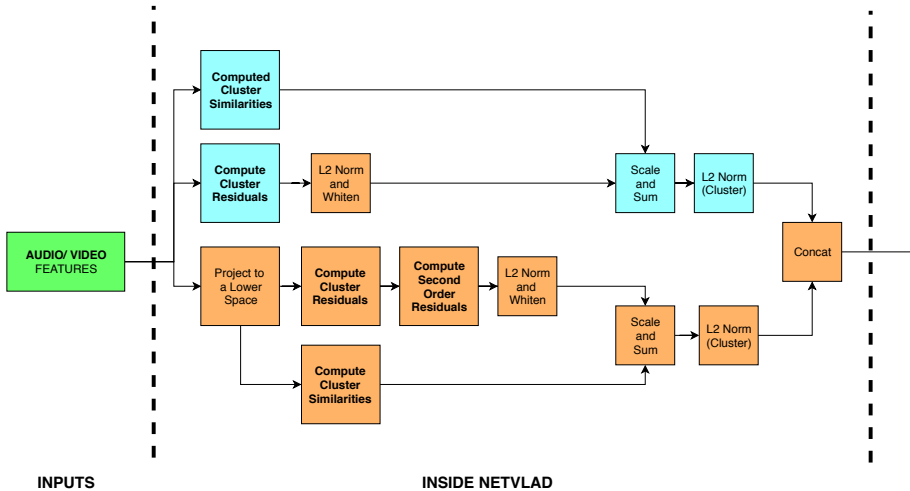 Computed
Cluster
Similarities
Compute
Cluster
Residuals
L2 Norm
and
Whiten
Scale
and
Sum
L2 Norm
(Cluster)
AUDIO/ VIDEO
FEATURES
Project to
a Lower
Space
Compute
Cluster
Residuals
Compute
Second
Order
Residuals
L2 Norm
and
Whiten
Concat
Scale
and
Sum
L2 Norm
(Cluster)
Compute
Cluster
Similarities
INPUTS
INSIDE NETVLAD